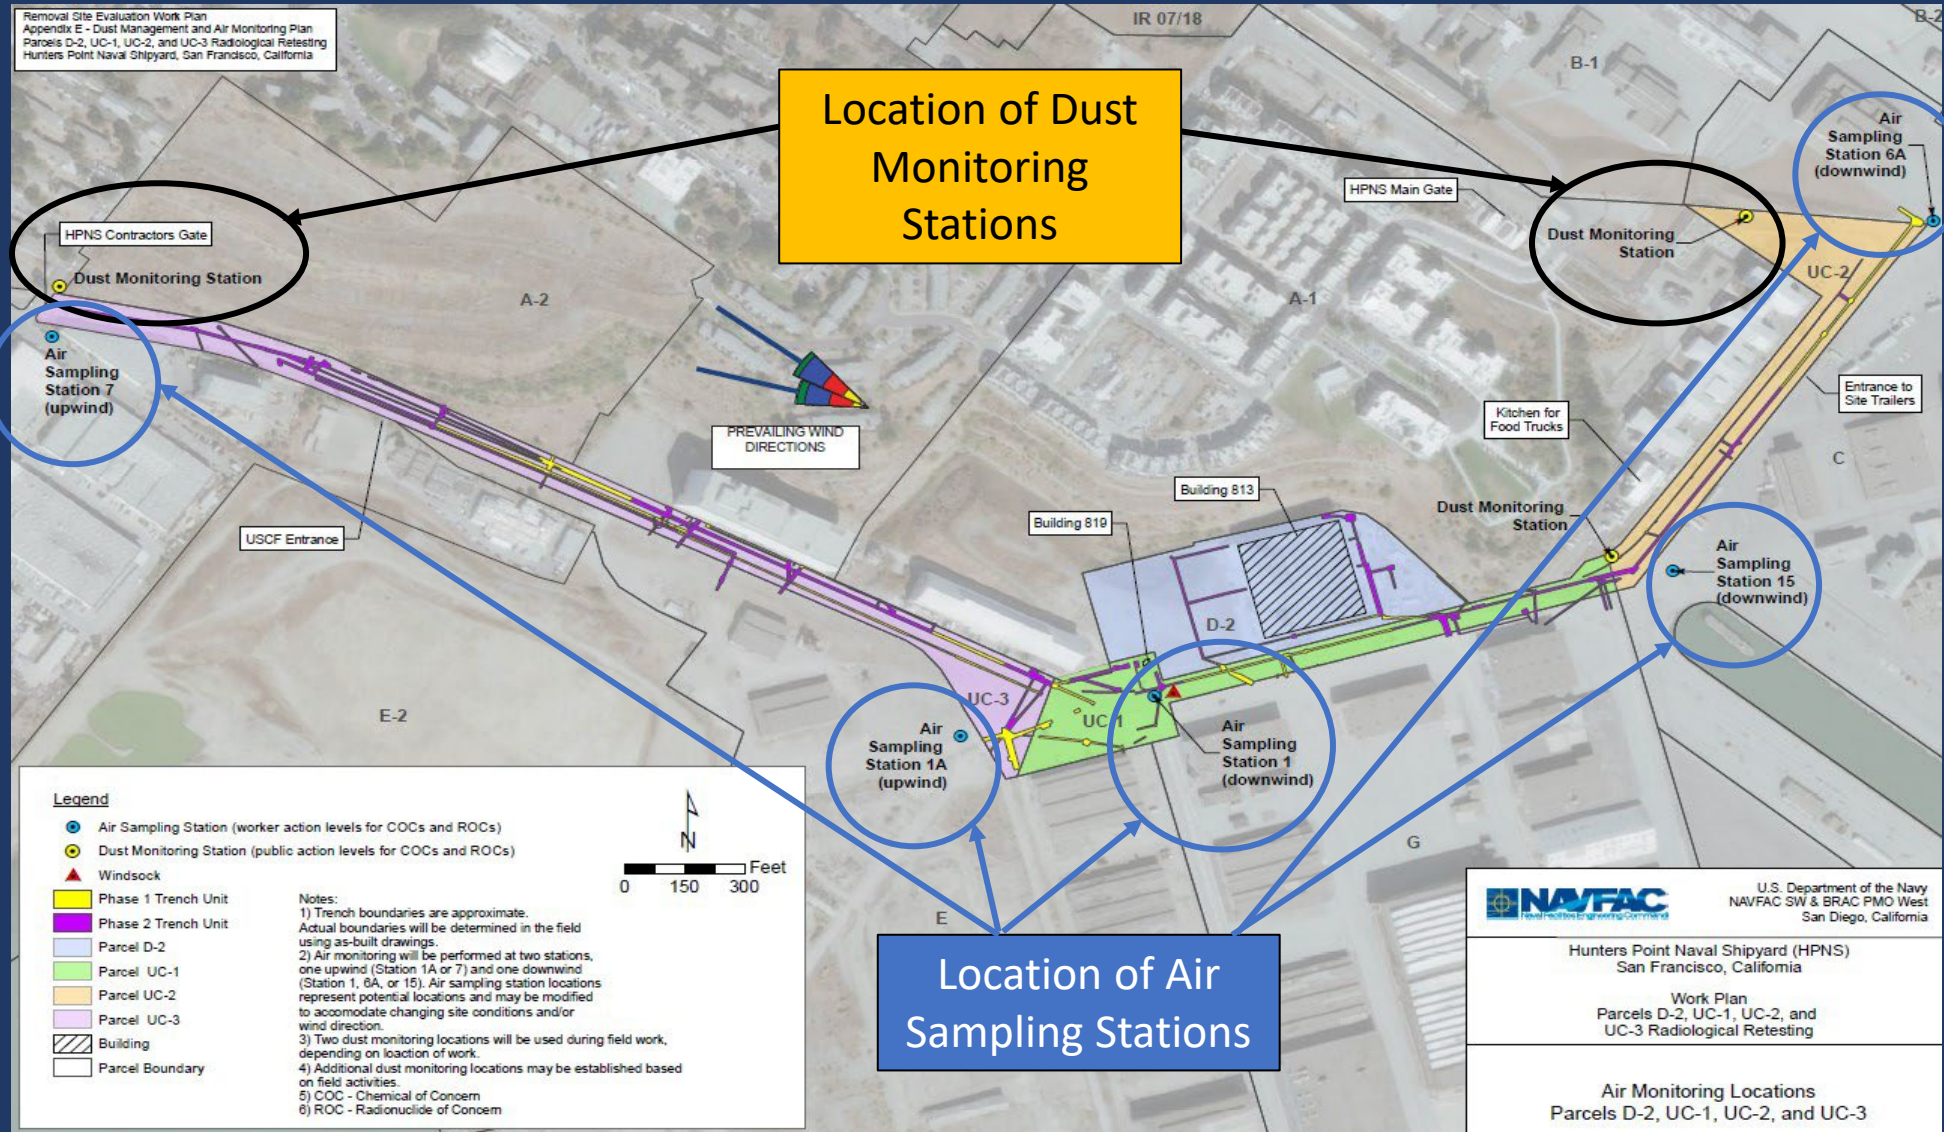 Removal Site Evaluation Work Plan
Appendix E - Dust Management and Air Monitoring Plan
Parcels D-2, UC-1, UC-2, and UC-3 Radiological Retesting
Hunters Point Naval Shipyard, San Francisco, California
IR 07/18
B-2
B-1
Location of Dust
Monitoring
Stations
Air
Sampling
Station 6A
(downwind)
HPNS Main Gate
HPNS Contractors Gate
Dust Monitoring Station
Dust Monitoring
Station
UC-2
A-2
A-1
Air
Sampling
Station 7
(upwind)
PREVAILING WIND
DIRECTIONS
Entrance to
Site Trailers
Kitchen for
Food Trucks
C
Building 813
Building 819
Dust Monitoring
Station
USCF Entrance
Air
Sampling
Station 15
(downwind)
D-2
UC-3
UC-1
E-2
Air
Sampling
Station 1A
(upwind)
Air
Sampling
Station 1
(downwind)
G
E
Legend
Air Sampling Station (worker action levels for COCs and ROCs)
Dust Monitoring Station (public action levels for COCs and ROCs)
Windsock
Phase 1 Trench Unit
Phase 2 Trench Unit
Parcel D-2
Parcel UC-1
Parcel UC-2
Parcel UC-3
Building
Parcel Boundary
N
Feet
0 150 300
Notes:
1) Trench boundaries are approximate.
Actual boundaries will be determined in the field
using as-built drawings.
2) Air monitoring will be performed at two stations,
one upwind (Station 1A or 7) and one downwind
(Station 1, 6A, or 15). Air sampling station locations
represent potential locations and may be modified
to accomodate changing site conditions and/or
wind direction.
3) Two dust monitoring locations will be used during field work,
depending on loaction of work.
4) Additional dust monitoring locations may be established based
on field activities.
5) COC - Chemical of Concern
6) ROC - Radionuclide of Concern
Location of Air
Sampling Stations
NAVFAC
Naval Facilities Engineering Command
U.S. Department of the Navy
NAVFAC SW & BRAC PMO West
San Diego, California
Hunters Point Naval Shipyard (HPNS)
San Francisco, California
Work Plan
Parcels D-2, UC-1, UC-2, and
UC-3 Radiological Retesting
Air Monitoring Locations
Parcels D-2, UC-1, UC-2, and UC-3